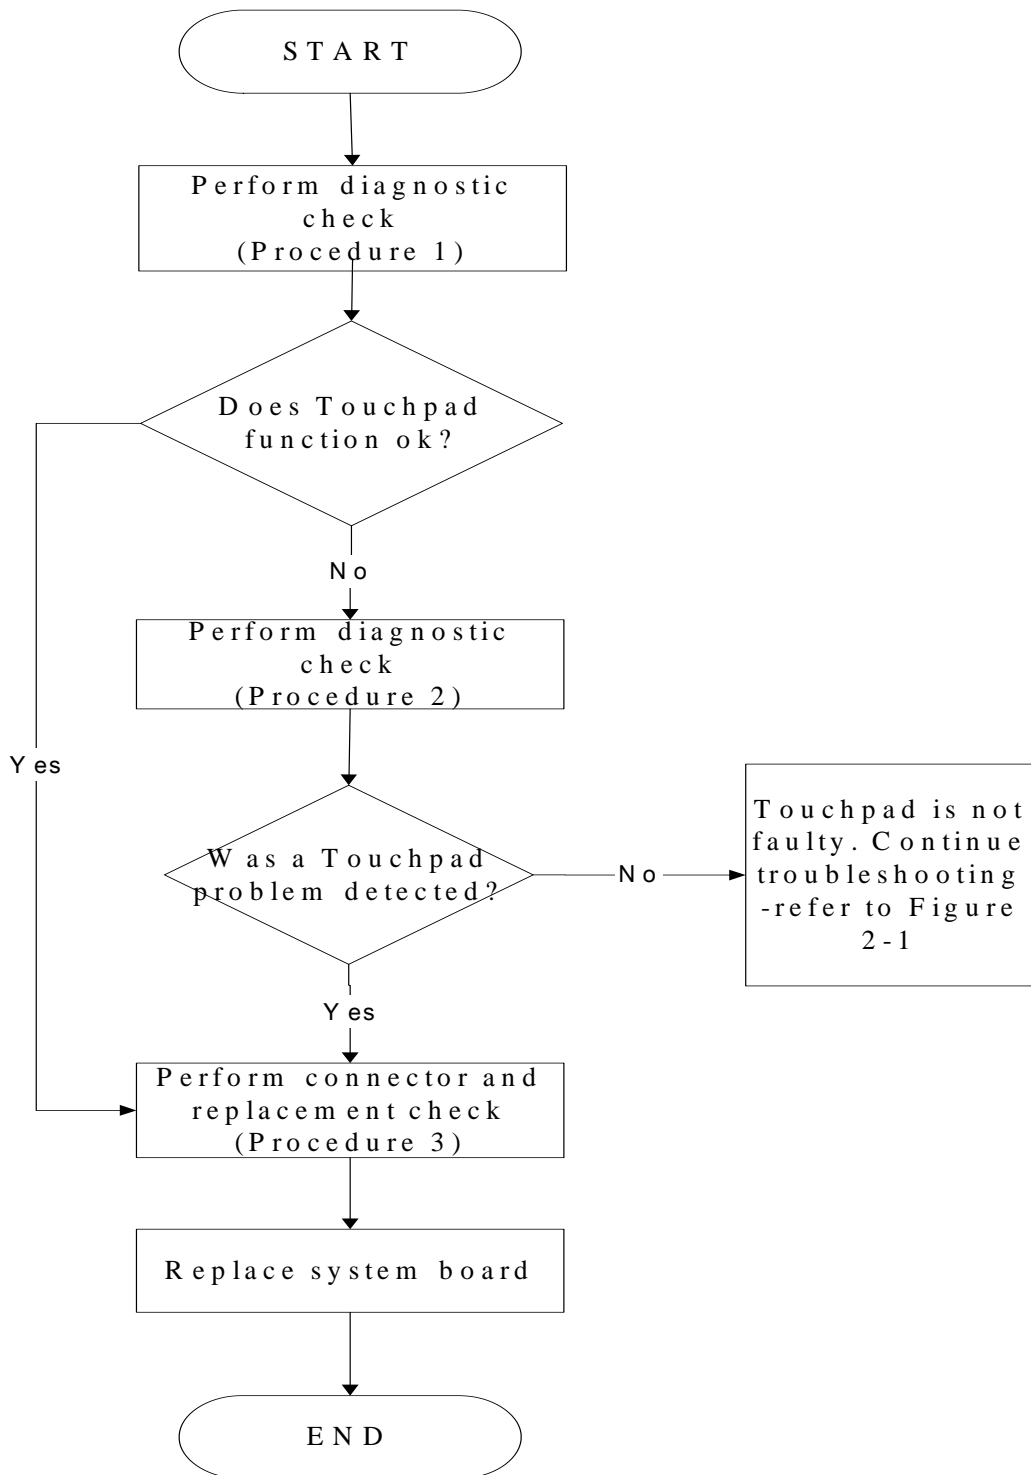 START
Perform diagnostic
check
(Procedure 1)
Does Touchpad
function ok?
No
Perform diagnostic
check
(Procedure 2)
Yes
Was a Touchpad
problem detected?
No
Touchpad is not
faulty. Continue
troubleshooting
-refer to Figure
2-1
Yes
Perform connector and
replacement check
(Procedure 3)
Replace system board
END